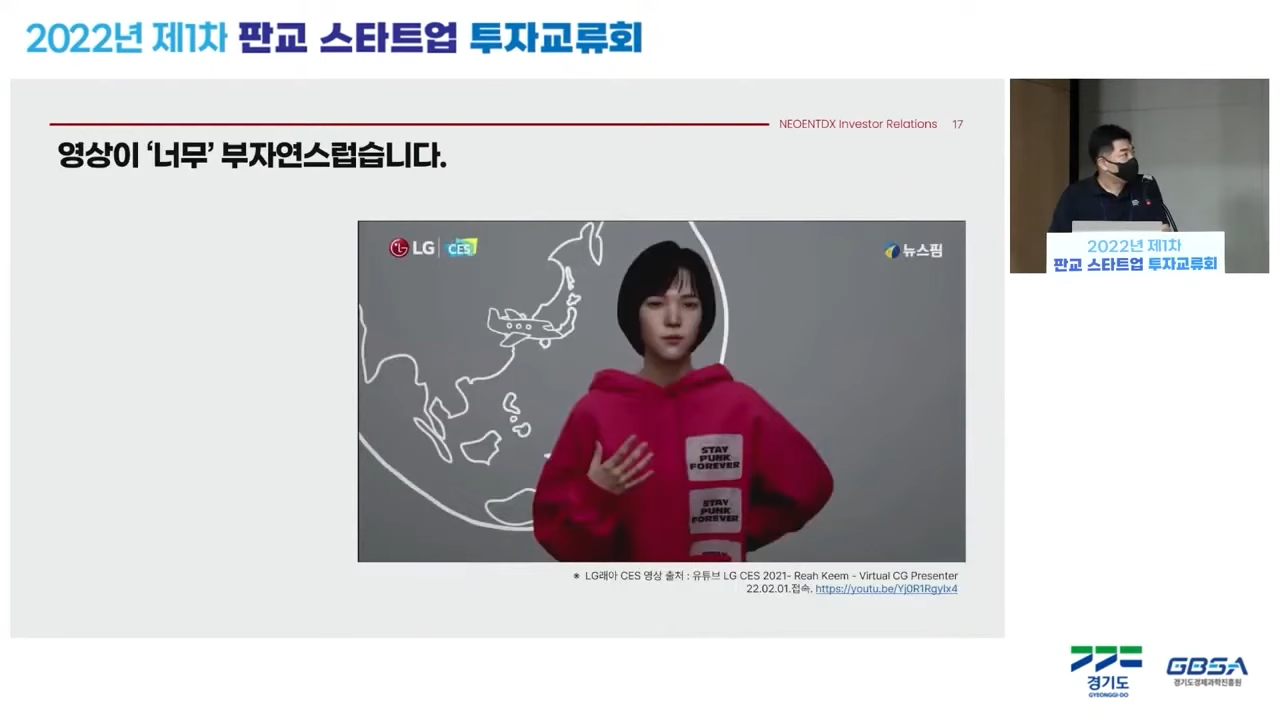 2022년 제1차 판교 스타트업 투자교류회
NEOENTDX Investor Relations 17
영상이 ‘너무’ 부자연스럽습니다.
LG CES
뉴스핌
STAY
PUNK
FOREVER
STAY
PUNK
FOREVER
※ LG래아 CES 영상 출처 : 유튜브 LG CES 2021- Reah Keem - Virtual CG Presenter
22.02.01.접속, https://youtu.be/Yj0R1RgyIx4
2022년 제1차
판교 스타트업 투자교류회
경기도
GYEONGGI-DO
GBSA
경기도경제과학진흥원